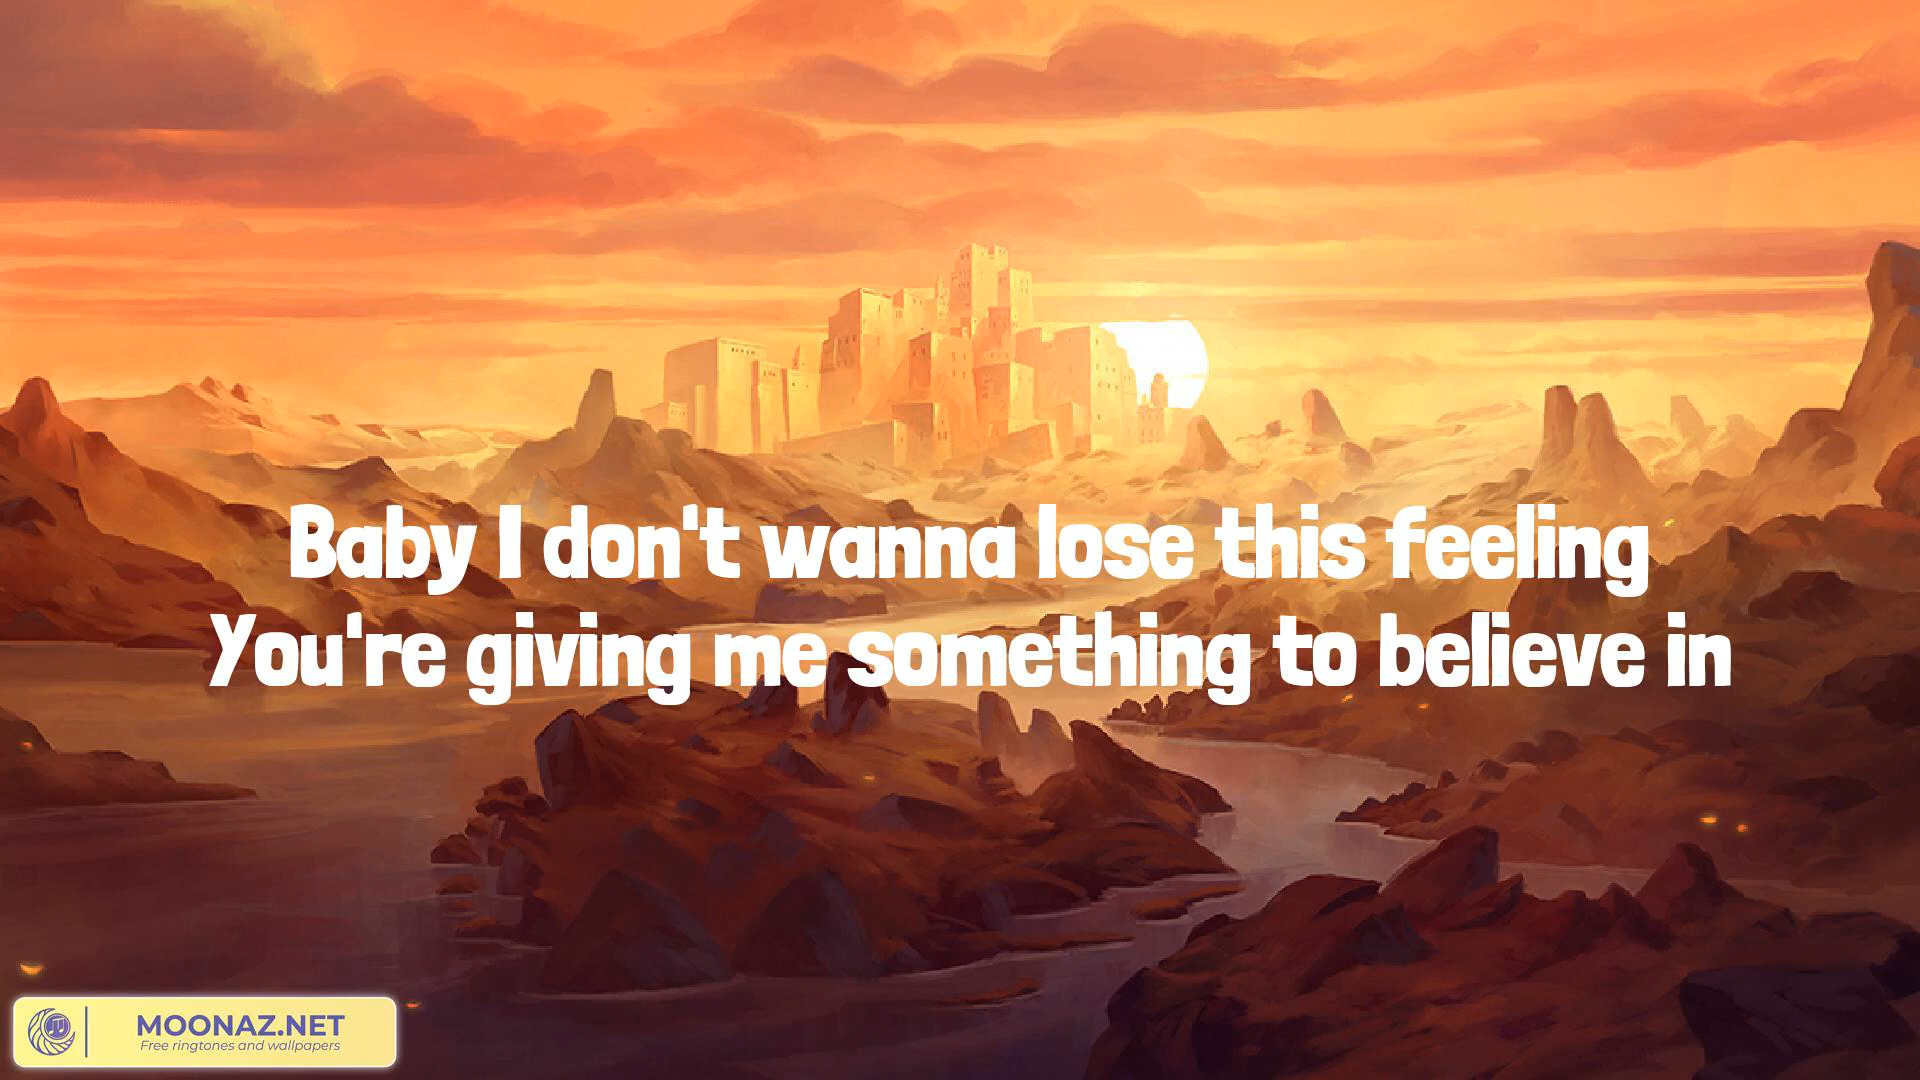 Baby I don't wanna lose this feeling
You're giving me something to believe in
MOONAZ.NET
Free ringtones and wallpapers